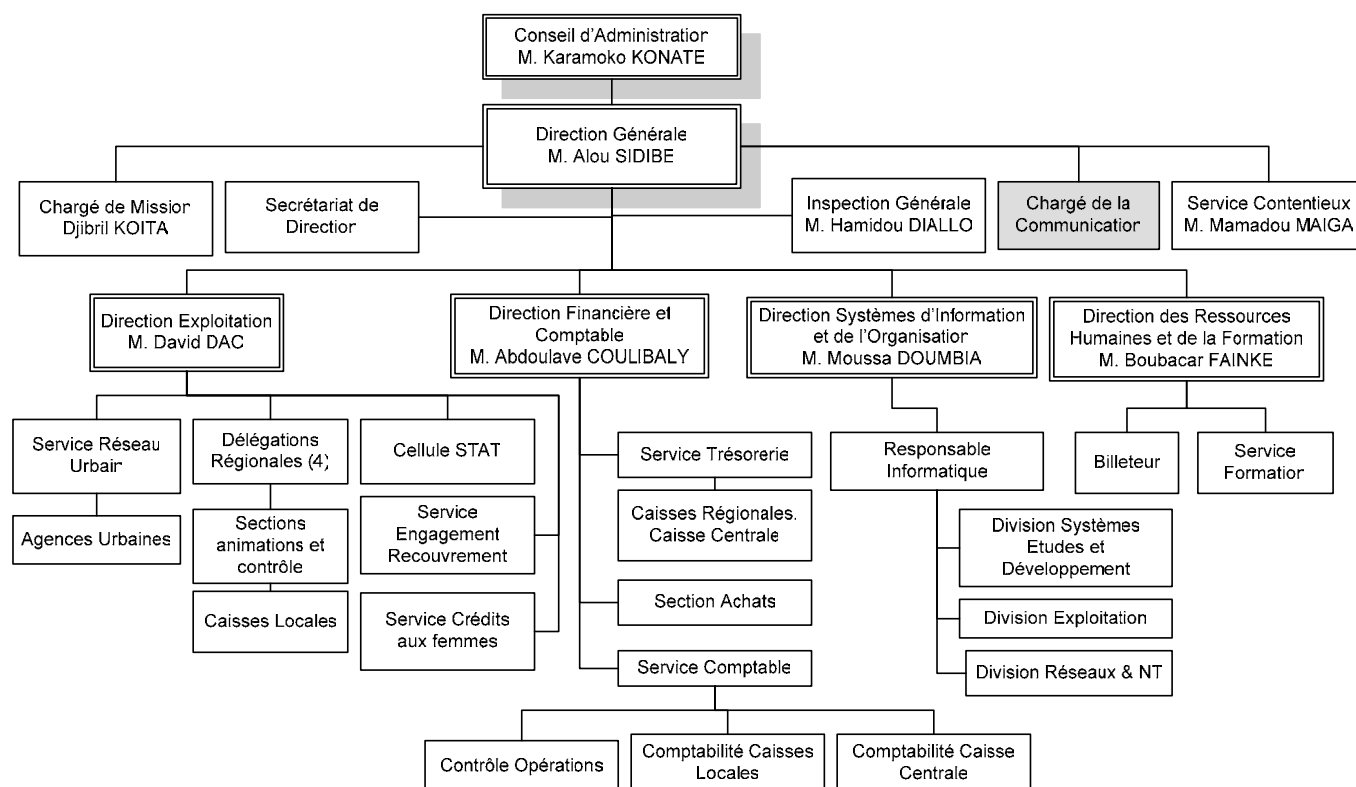 Conseil d'Administration
M. Karamoko KONATE
Direction Générale
M. Alou SIDIBE
Chargé de Mission
Djibril KOITA
Secrétariat de
Direction
Inspection Générale
M. Hamidou DIALLO
Chargé de la
Communication
Service Contentieux
M. Mamadou MAIGA
Direction Exploitation
M. David DAC
Direction Financière et
Comptable
M. Abdoulave COULIBALY
Direction Systèmes d'Information
et de l'Organisation
M. Moussa DOUMBIA
Direction des Ressources
Humaines et de la Formation
M. Boubacar FAINKE
Service Réseau
Urbair
Délégations
Régionales (4)
Cellule STAT
Service Trésorerie
Responsable
Informatique
Billeteur
Service
Formation
Agences Urbaines
Sections
animations et
contrôle
Service
Engagement
Recouvrement
Caisses Régionales.
Caisse Centrale
Division Systèmes
Etudes et
Développement
Caisses Locales
Service Crédits
aux femmes
Section Achats
Division Exploitation
Service Comptable
Division Réseaux & NT
Contrôle Opérations
Comptabilité Caisses
Locales
Comptabilité Caisse
Centrale